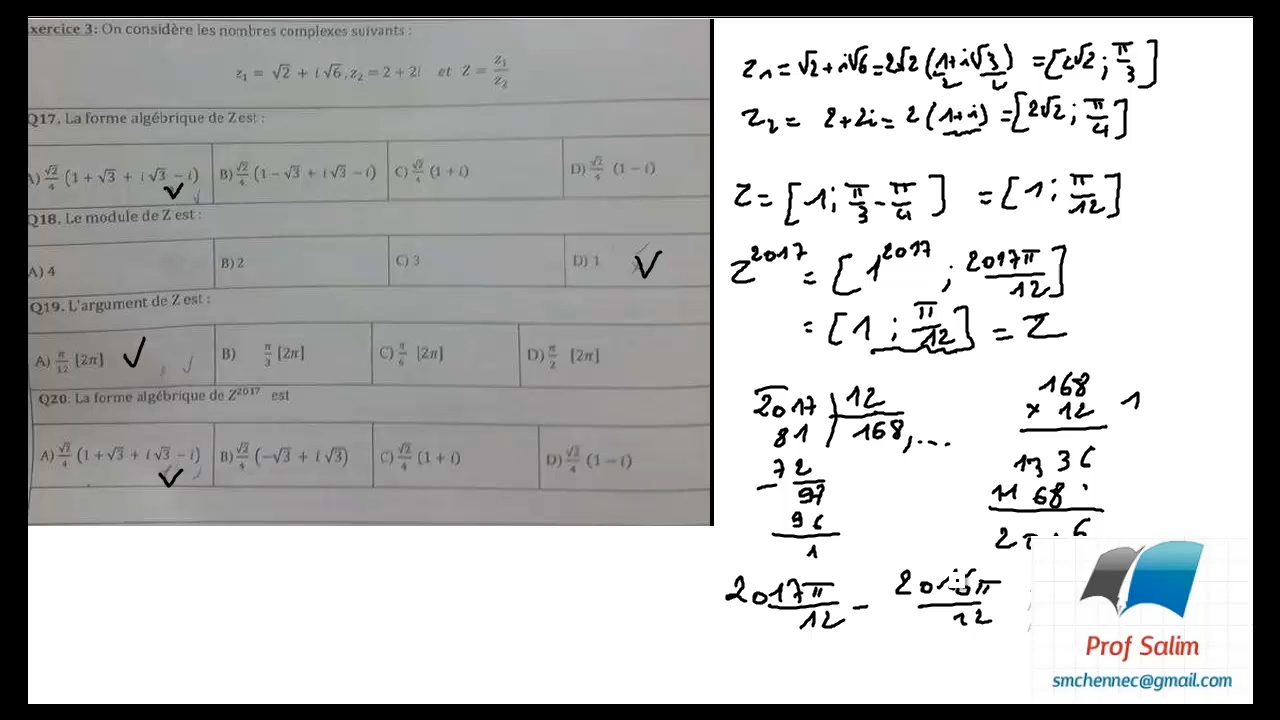 xercice 3: On considère les nombres complexes suivants :
z₁ = √2 + i √6, z₂ = 2 + 2i et Z = z₁/z₂
Q17. La forme algébrique de Z est :
A) √2/4 (1 + √3 + i √3 − i) B) √2/4 (1 − √3 + i √3 − i) C) √2/4 (1 + i) D) √2/4 (1 − i)
Q18. Le module de Z est :
A) 4 B) 2 C) 3 D) 1
Q19. L'argument de Z est :
A) π/12 [2π] B) π/3 [2π] C) π/6 [2π] D) π/2 [2π]
Q20. La forme algébrique de Z²⁰¹⁷ est
A) √2/4 (1 + √3 + i √3 − i) B) √2/4 (−√3 + i √3) C) √2/4 (1 + i) D) √2/4 (1 − i)
z₁ = √2 + i√6 = 2√2 (1/2 + i√3/2) = [2√2 ; π/3]
z₂ = 2 + 2i = 2 (1 + i) = [2√2 ; π/4]
Z = [1 ; π/3 − π/4] = [1 ; π/12]
Z²⁰¹⁷ = [1²⁰¹⁷ ; 2017π/12]
= [1 ; π/12] = Z
2017 12
81 168,...
− 72
97
96
1
168
× 12 1
336
168 .
2017π/12 −
Prof Salim
smchennec@gmail.com